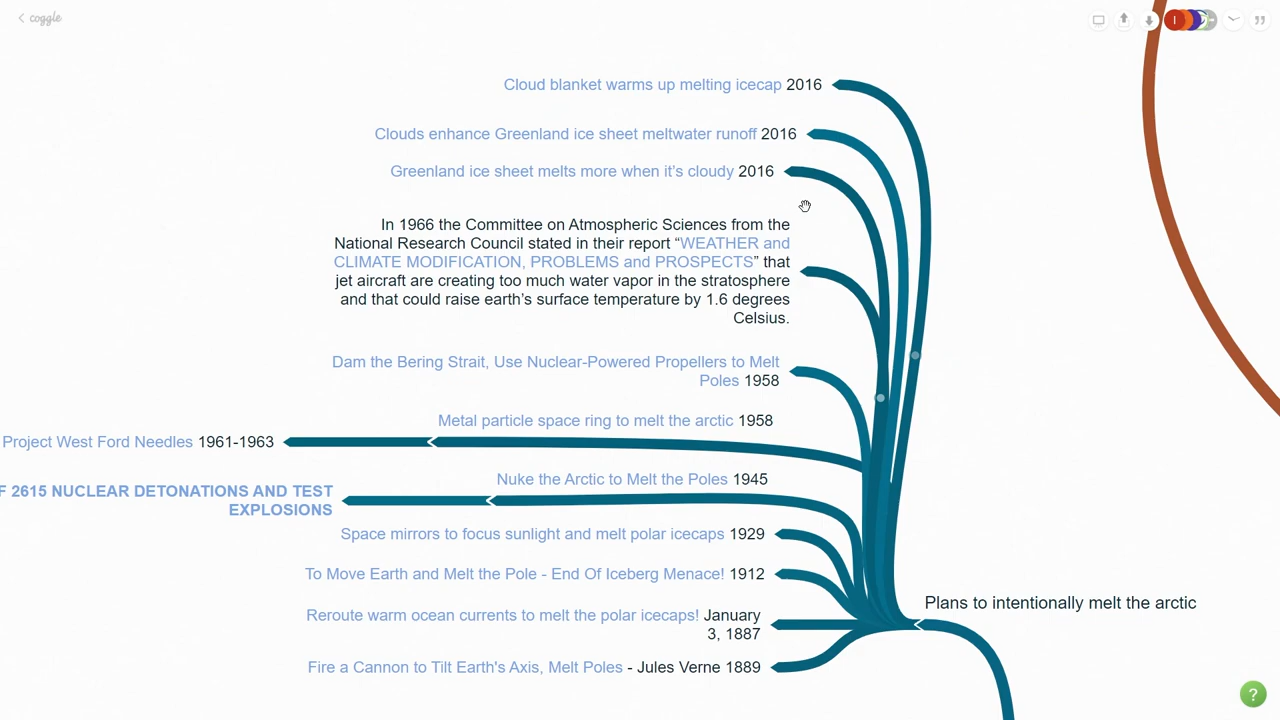 coggle
I
Cloud blanket warms up melting icecap 2016
Clouds enhance Greenland ice sheet meltwater runoff 2016
Greenland ice sheet melts more when it's cloudy 2016
In 1966 the Committee on Atmospheric Sciences from the
National Research Council stated in their report “WEATHER and
CLIMATE MODIFICATION, PROBLEMS and PROSPECTS” that
jet aircraft are creating too much water vapor in the stratosphere
and that could raise earth's surface temperature by 1.6 degrees
Celsius.
Dam the Bering Strait, Use Nuclear-Powered Propellers to Melt
Poles 1958
Metal particle space ring to melt the arctic 1958
Project West Ford Needles 1961-1963
Nuke the Arctic to Melt the Poles 1945
F 2615 NUCLEAR DETONATIONS AND TEST
EXPLOSIONS
Space mirrors to focus sunlight and melt polar icecaps 1929
To Move Earth and Melt the Pole - End Of Iceberg Menace! 1912
Plans to intentionally melt the arctic
Reroute warm ocean currents to melt the polar icecaps! January
3, 1887
Fire a Cannon to Tilt Earth's Axis, Melt Poles - Jules Verne 1889
?